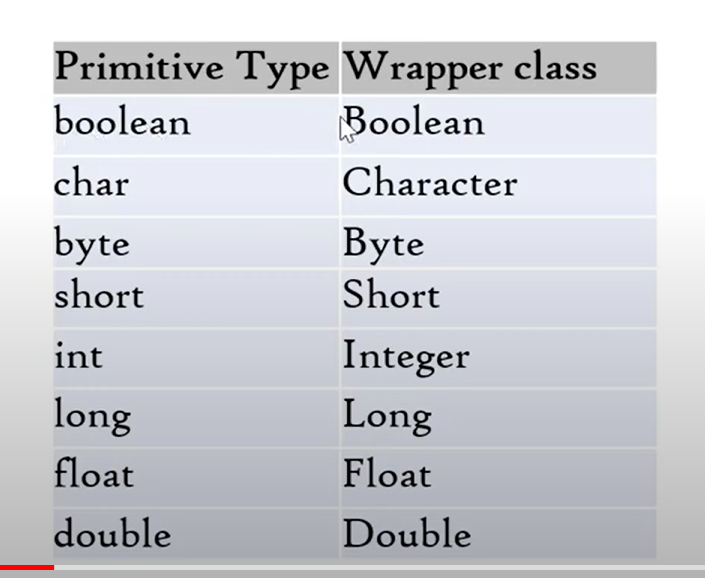 Primitive Type Wrapper class
boolean Boolean
char Character
byte Byte
short Short
int Integer
long Long
float Float
double Double